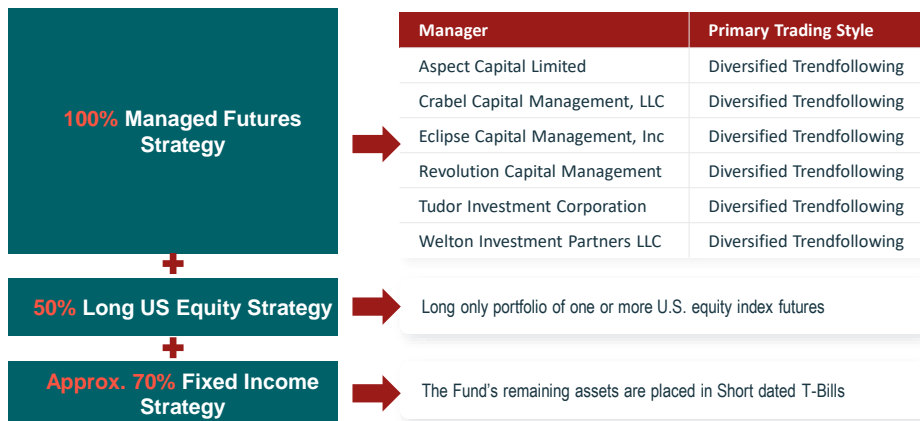 100% Managed Futures
Strategy
Manager Primary Trading Style
Aspect Capital Limited Diversified Trendfollowing
Crabel Capital Management, LLC Diversified Trendfollowing
Eclipse Capital Management, Inc Diversified Trendfollowing
Revolution Capital Management Diversified Trendfollowing
Tudor Investment Corporation Diversified Trendfollowing
Welton Investment Partners LLC Diversified Trendfollowing
50% Long US Equity Strategy
Long only portfolio of one or more U.S. equity index futures
Approx. 70% Fixed Income
Strategy
The Fund's remaining assets are placed in Short dated T-Bills